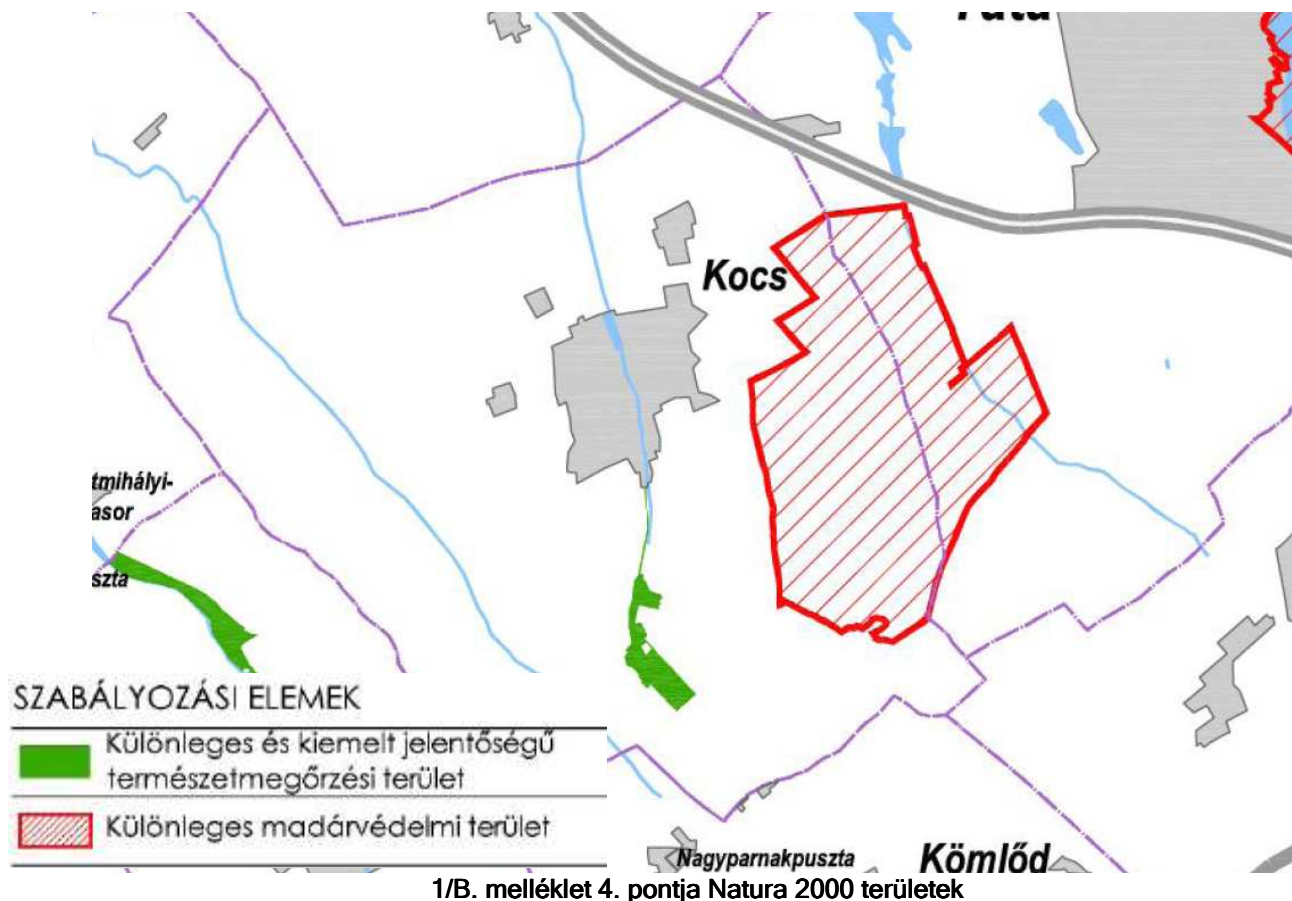 Kocs
tmihályi-
asor
szta
SZABÁLYOZÁSI ELEMEK
Különleges és kiemelt jelentőségű
természetmegőrzési terület
Különleges madárvédelmi terület
Nagyparnakpuszta
Kömlőd
1/B. melléklet 4. pontja Natura 2000 területek